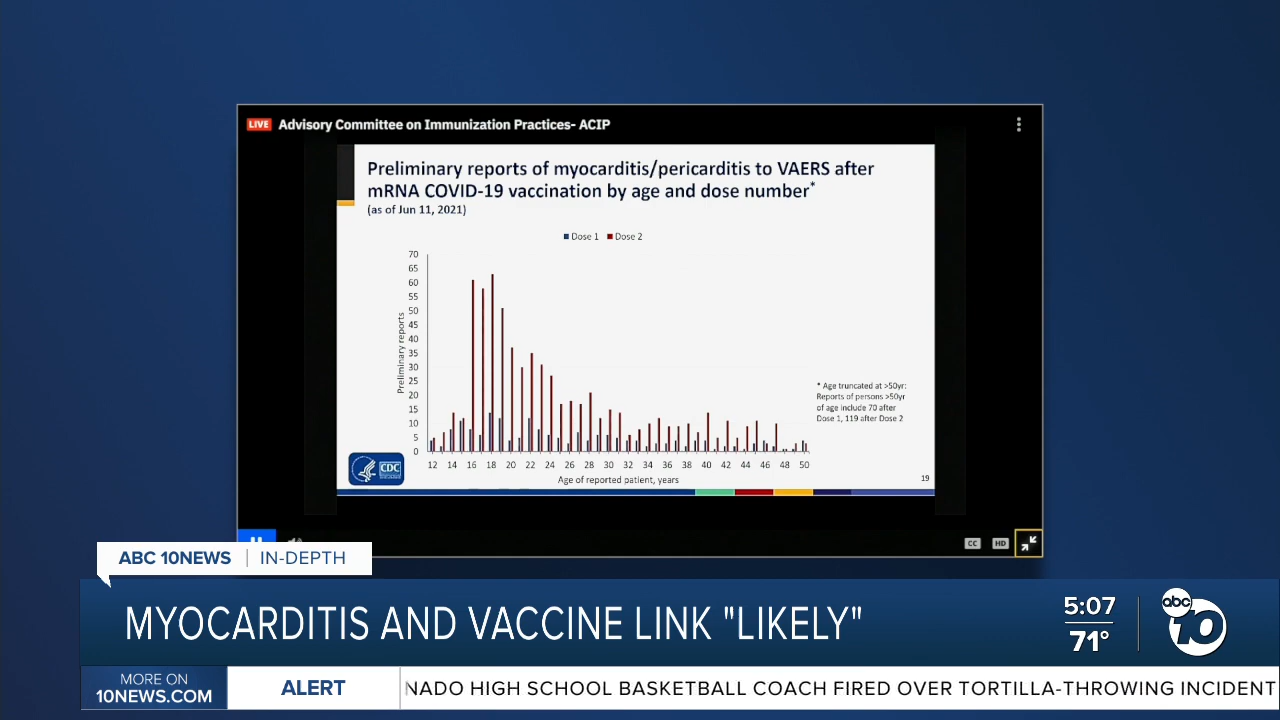 LIVE Advisory Committee on Immunization Practices- ACIP
Preliminary reports of myocarditis/pericarditis to VAERS after
mRNA COVID-19 vaccination by age and dose number*
(as of Jun 11, 2021)
Dose 1 Dose 2
70
65
60
55
50
45
40
35
30
25
20
15
10
5
0
Preliminary reports
12 14 16 18 20 22 24 26 28 30 32 34 36 38 40 42 44 46 48 50
Age of reported patient, years
* Age truncated at >50yr:
Reports of persons >50yr
of age include 70 after
Dose 1, 119 after Dose 2
CDC
19
CC HD
ABC 10NEWS | IN-DEPTH
MYOCARDITIS AND VACCINE LINK "LIKELY"
5:07
71°
abc
10
MORE ON
10NEWS.COM
ALERT
NADO HIGH SCHOOL BASKETBALL COACH FIRED OVER TORTILLA-THROWING INCIDENT